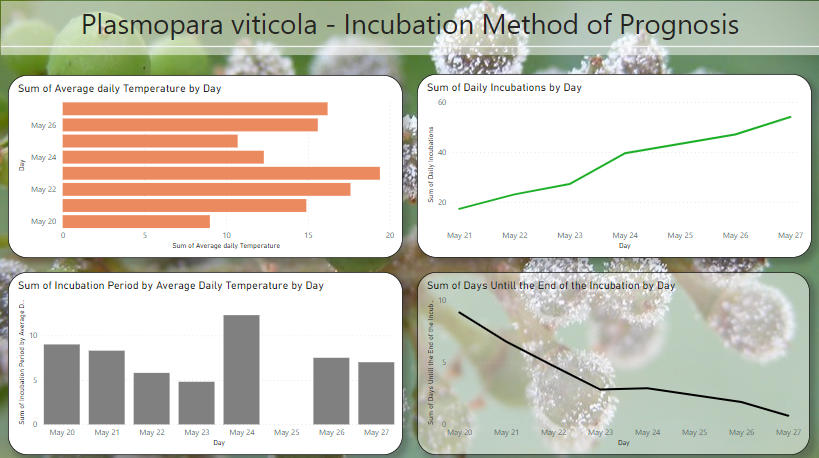 Plasmopara viticola - Incubation Method of Prognosis
Sum of Average daily Temperature by Day
Day
May 26
May 24
May 22
May 20
0 5 10 15 20
Sum of Average daily Temperature
Sum of Daily Incubations by Day
Sum of Daily Incubations
60
40
20
May 21 May 22 May 23 May 24 May 25 May 26 May 27
Day
Sum of Incubation Period by Average Daily Temperature by Day
Sum of Incubation Period by Average D...
10
5
0
May 20 May 21 May 22 May 23 May 24 May 25 May 26 May 27
Day
Sum of Days Untill the End of the Incubation by Day
Sum of Days Untill the End of the Incub...
10
5
0
May 20 May 21 May 22 May 23 May 24 May 25 May 26 May 27
Day